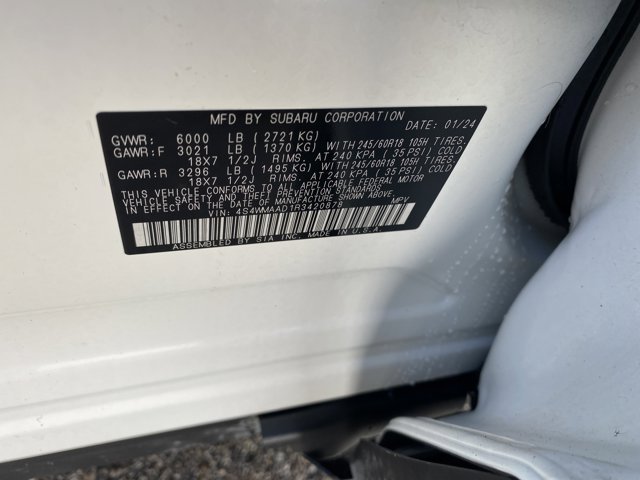 MFD BY SUBARU CORPORATION DATE: 01/24
GVWR: 6000 LB (2721 KG)
GAWR:F 3021 LB (1370 KG) WITH 245/60R18 105H TIRES,
18X7 1/2J RIMS, AT 240 KPA (35 PSI) COLD
GAWR:R 3296 LB (1495 KG) WITH 245/60R18 105H TIRES,
18X7 1/2J RIMS, AT 240 KPA (35 PSI) COLD
THIS VEHICLE CONFORMS TO ALL APPLICABLE FEDERAL MOTOR
VEHICLE SAFETY AND THEFT PREVENTION STANDARDS
IN EFFECT ON THE DATE OF MANUFACTURE SHOWN ABOVE.
VIN: 4S4WMAAD1R3420878 MPV
ASSEMBLED BY SIA INC. MADE IN U.S.A.